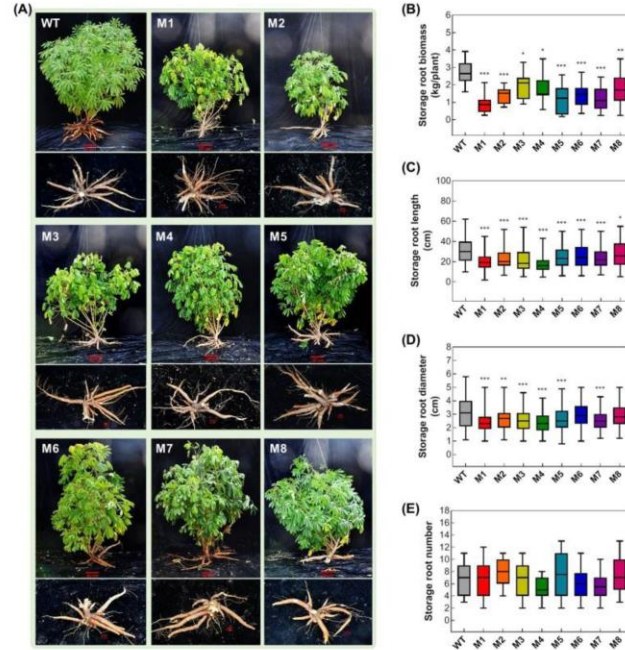 (A)
WT
M1
M2
M3
M4
M5
M6
M7
M8
(B)
Storage root biomass
(kg/plant)
6
5
4
3
2
1
0
*** *** * * *** *** *** **
WT M1 M2 M3 M4 M5 M6 M7 M8
(C)
Storage root length
(cm)
100
80
60
40
20
0
*** *** *** *** *** *** *** *
WT M1 M2 M3 M4 M5 M6 M7 M8
(D)
Storage root diameter
(cm)
8
7
6
5
4
3
2
1
0
*** ** *** *** *** ***
WT M1 M2 M3 M4 M5 M6 M7 M8
(E)
Storage root number
18
16
14
12
10
8
6
4
2
0
WT M1 M2 M3 M4 M5 M6 M7 M8